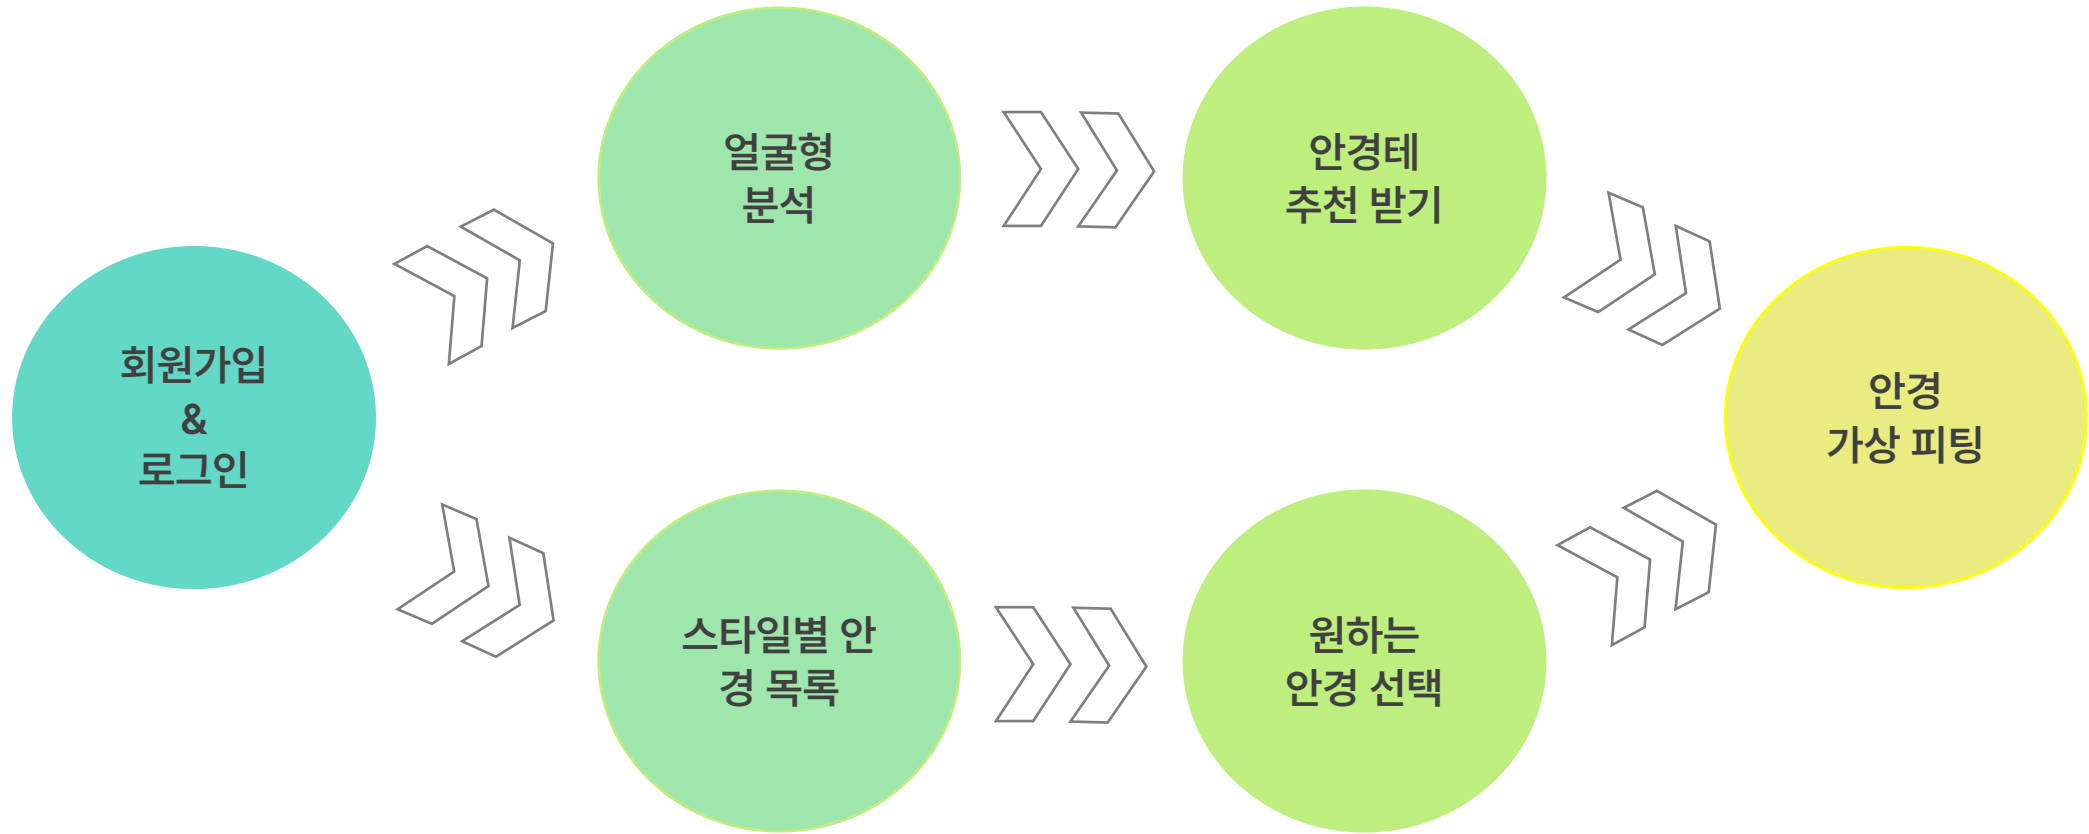 회원가입
&
로그인
얼굴형
분석
안경테
추천 받기
스타일별 안
경 목록
원하는
안경 선택
안경
가상 피팅